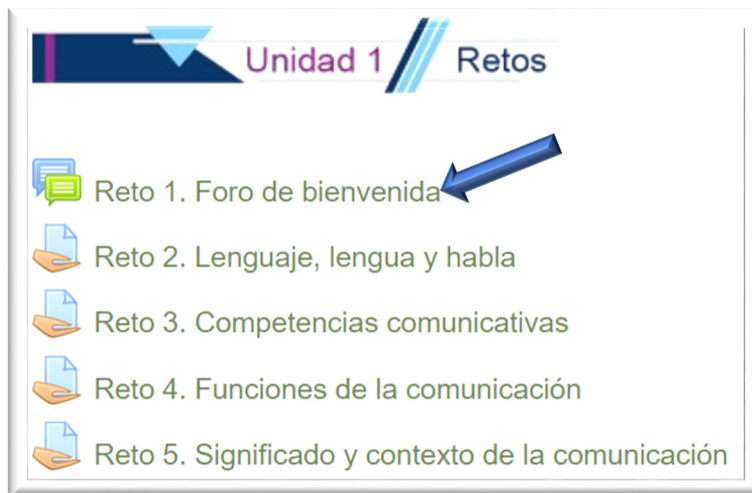 Unidad 1 Retos
Reto 1. Foro de bienvenida
Reto 2. Lenguaje, lengua y habla
Reto 3. Competencias comunicativas
Reto 4. Funciones de la comunicación
Reto 5. Significado y contexto de la comunicación